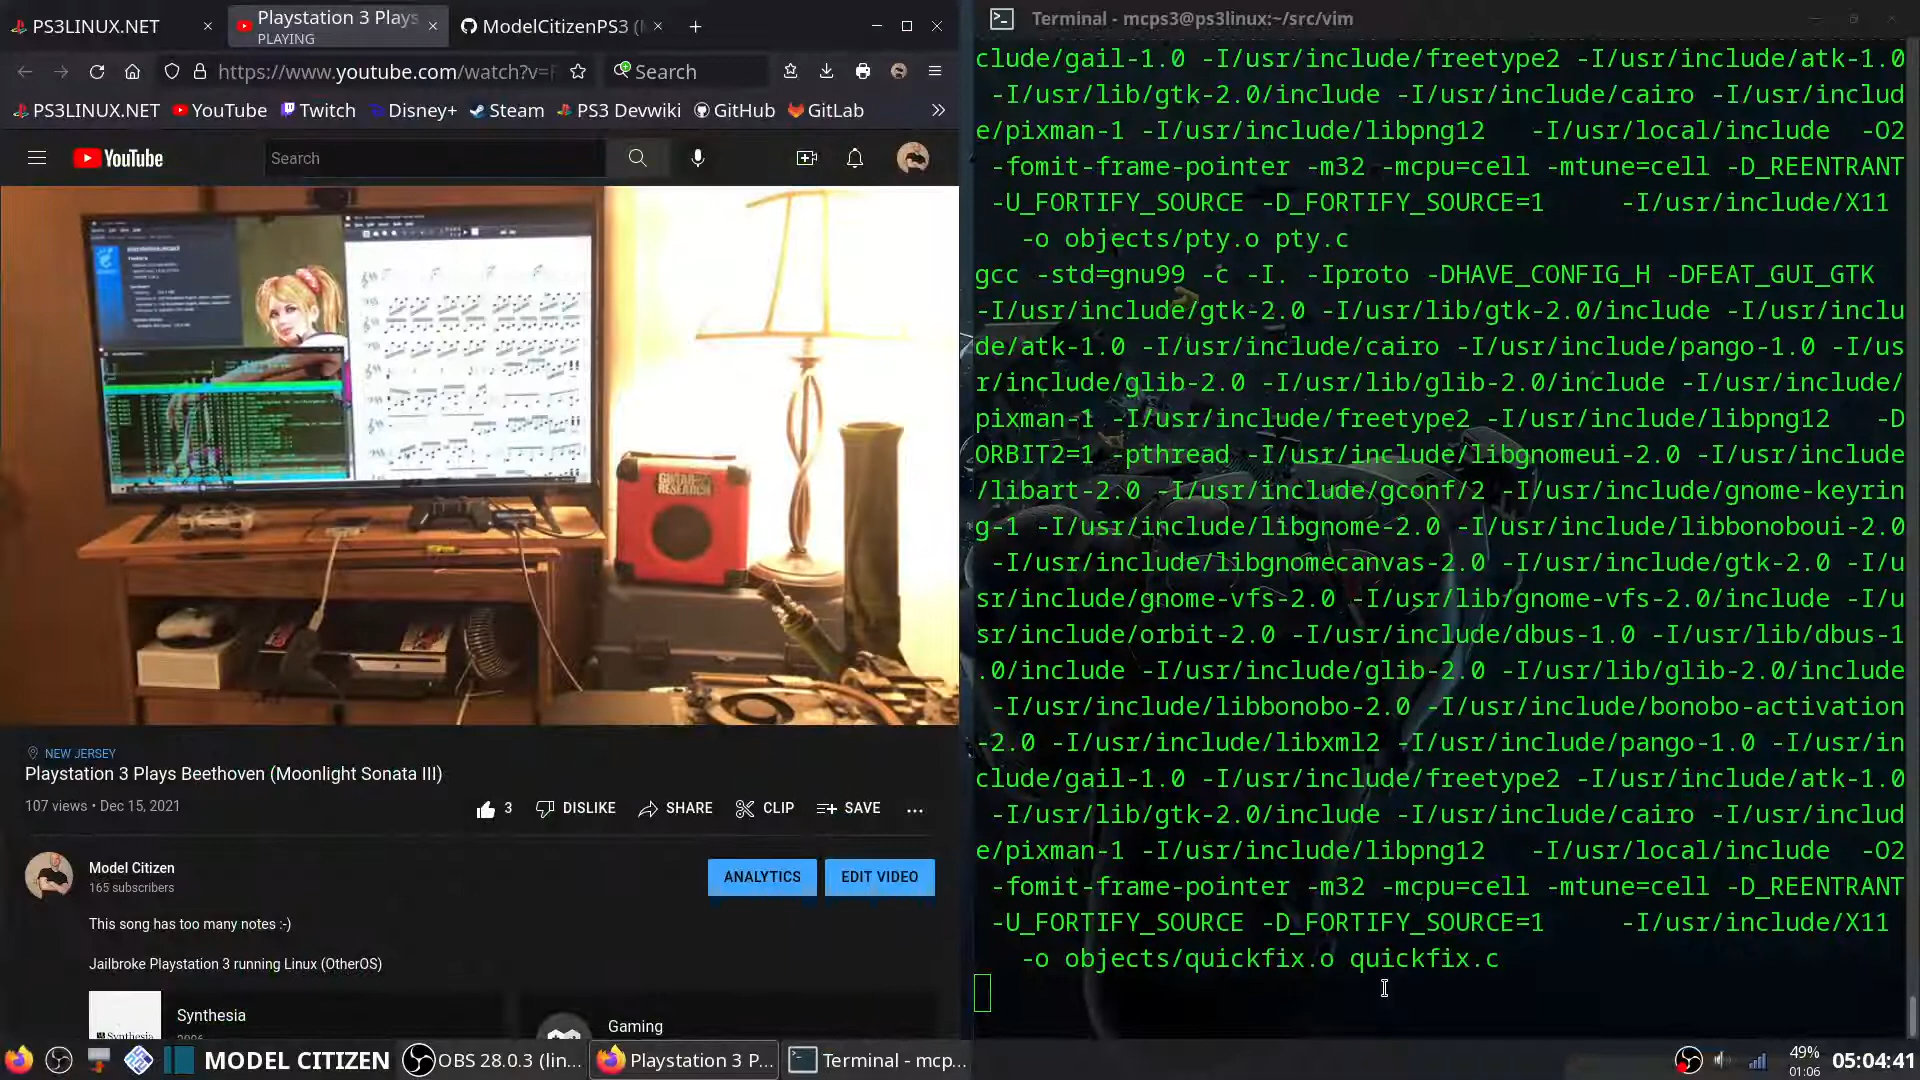 PS3LINUX.NET
Playstation 3 Plays
PLAYING
ModelCitizenPS3 (
https://www.youtube.com/watch?v=
Search
PS3LINUX.NET YouTube Twitch Disney+ Steam PS3 Devwiki GitHub GitLab
YouTube
Search
GUITAR
RESEARCH
NEW JERSEY
Playstation 3 Plays Beethoven (Moonlight Sonata III)
107 views • Dec 15, 2021
3 DISLIKE SHARE CLIP SAVE ...
Model Citizen
165 subscribers
ANALYTICS EDIT VIDEO
This song has too many notes :-)
Jailbroke Playstation 3 running Linux (OtherOS)
Synthesia
Synthesia
2006
Gaming
Terminal - mcps3@ps3linux:~/src/vim
clude/gail-1.0 -I/usr/include/freetype2 -I/usr/include/atk-1.0
-I/usr/lib/gtk-2.0/include -I/usr/include/cairo -I/usr/includ
e/pixman-1 -I/usr/include/libpng12   -I/usr/local/include  -O2
-fomit-frame-pointer -m32 -mcpu=cell -mtune=cell -D_REENTRANT
-U_FORTIFY_SOURCE -D_FORTIFY_SOURCE=1     -I/usr/include/X11
-o objects/pty.o pty.c
gcc -std=gnu99 -c -I. -Iproto -DHAVE_CONFIG_H -DFEAT_GUI_GTK
-I/usr/include/gtk-2.0 -I/usr/lib/gtk-2.0/include -I/usr/inclu
de/atk-1.0 -I/usr/include/cairo -I/usr/include/pango-1.0 -I/us
r/include/glib-2.0 -I/usr/lib/glib-2.0/include -I/usr/include/
pixman-1 -I/usr/include/freetype2 -I/usr/include/libpng12   -D
ORBIT2=1 -pthread -I/usr/include/libgnomeui-2.0 -I/usr/include
/libart-2.0 -I/usr/include/gconf/2 -I/usr/include/gnome-keyrin
g-1 -I/usr/include/libgnome-2.0 -I/usr/include/libbonoboui-2.0
-I/usr/include/libgnomecanvas-2.0 -I/usr/include/gtk-2.0 -I/u
sr/include/gnome-vfs-2.0 -I/usr/lib/gnome-vfs-2.0/include -I/u
sr/include/orbit-2.0 -I/usr/include/dbus-1.0 -I/usr/lib/dbus-1
.0/include -I/usr/include/glib-2.0 -I/usr/lib/glib-2.0/include
-I/usr/include/libbonobo-2.0 -I/usr/include/bonobo-activation
-2.0 -I/usr/include/libxml2 -I/usr/include/pango-1.0 -I/usr/in
clude/gail-1.0 -I/usr/include/freetype2 -I/usr/include/atk-1.0
-I/usr/lib/gtk-2.0/include -I/usr/include/cairo -I/usr/includ
e/pixman-1 -I/usr/include/libpng12   -I/usr/local/include  -O2
-fomit-frame-pointer -m32 -mcpu=cell -mtune=cell -D_REENTRANT
-U_FORTIFY_SOURCE -D_FORTIFY_SOURCE=1     -I/usr/include/X11
-o objects/quickfix.o quickfix.c
MODEL CITIZEN
OBS 28.0.3 (lin...
Playstation 3 P...
Terminal - mcp...
49%
01:06
05:04:41